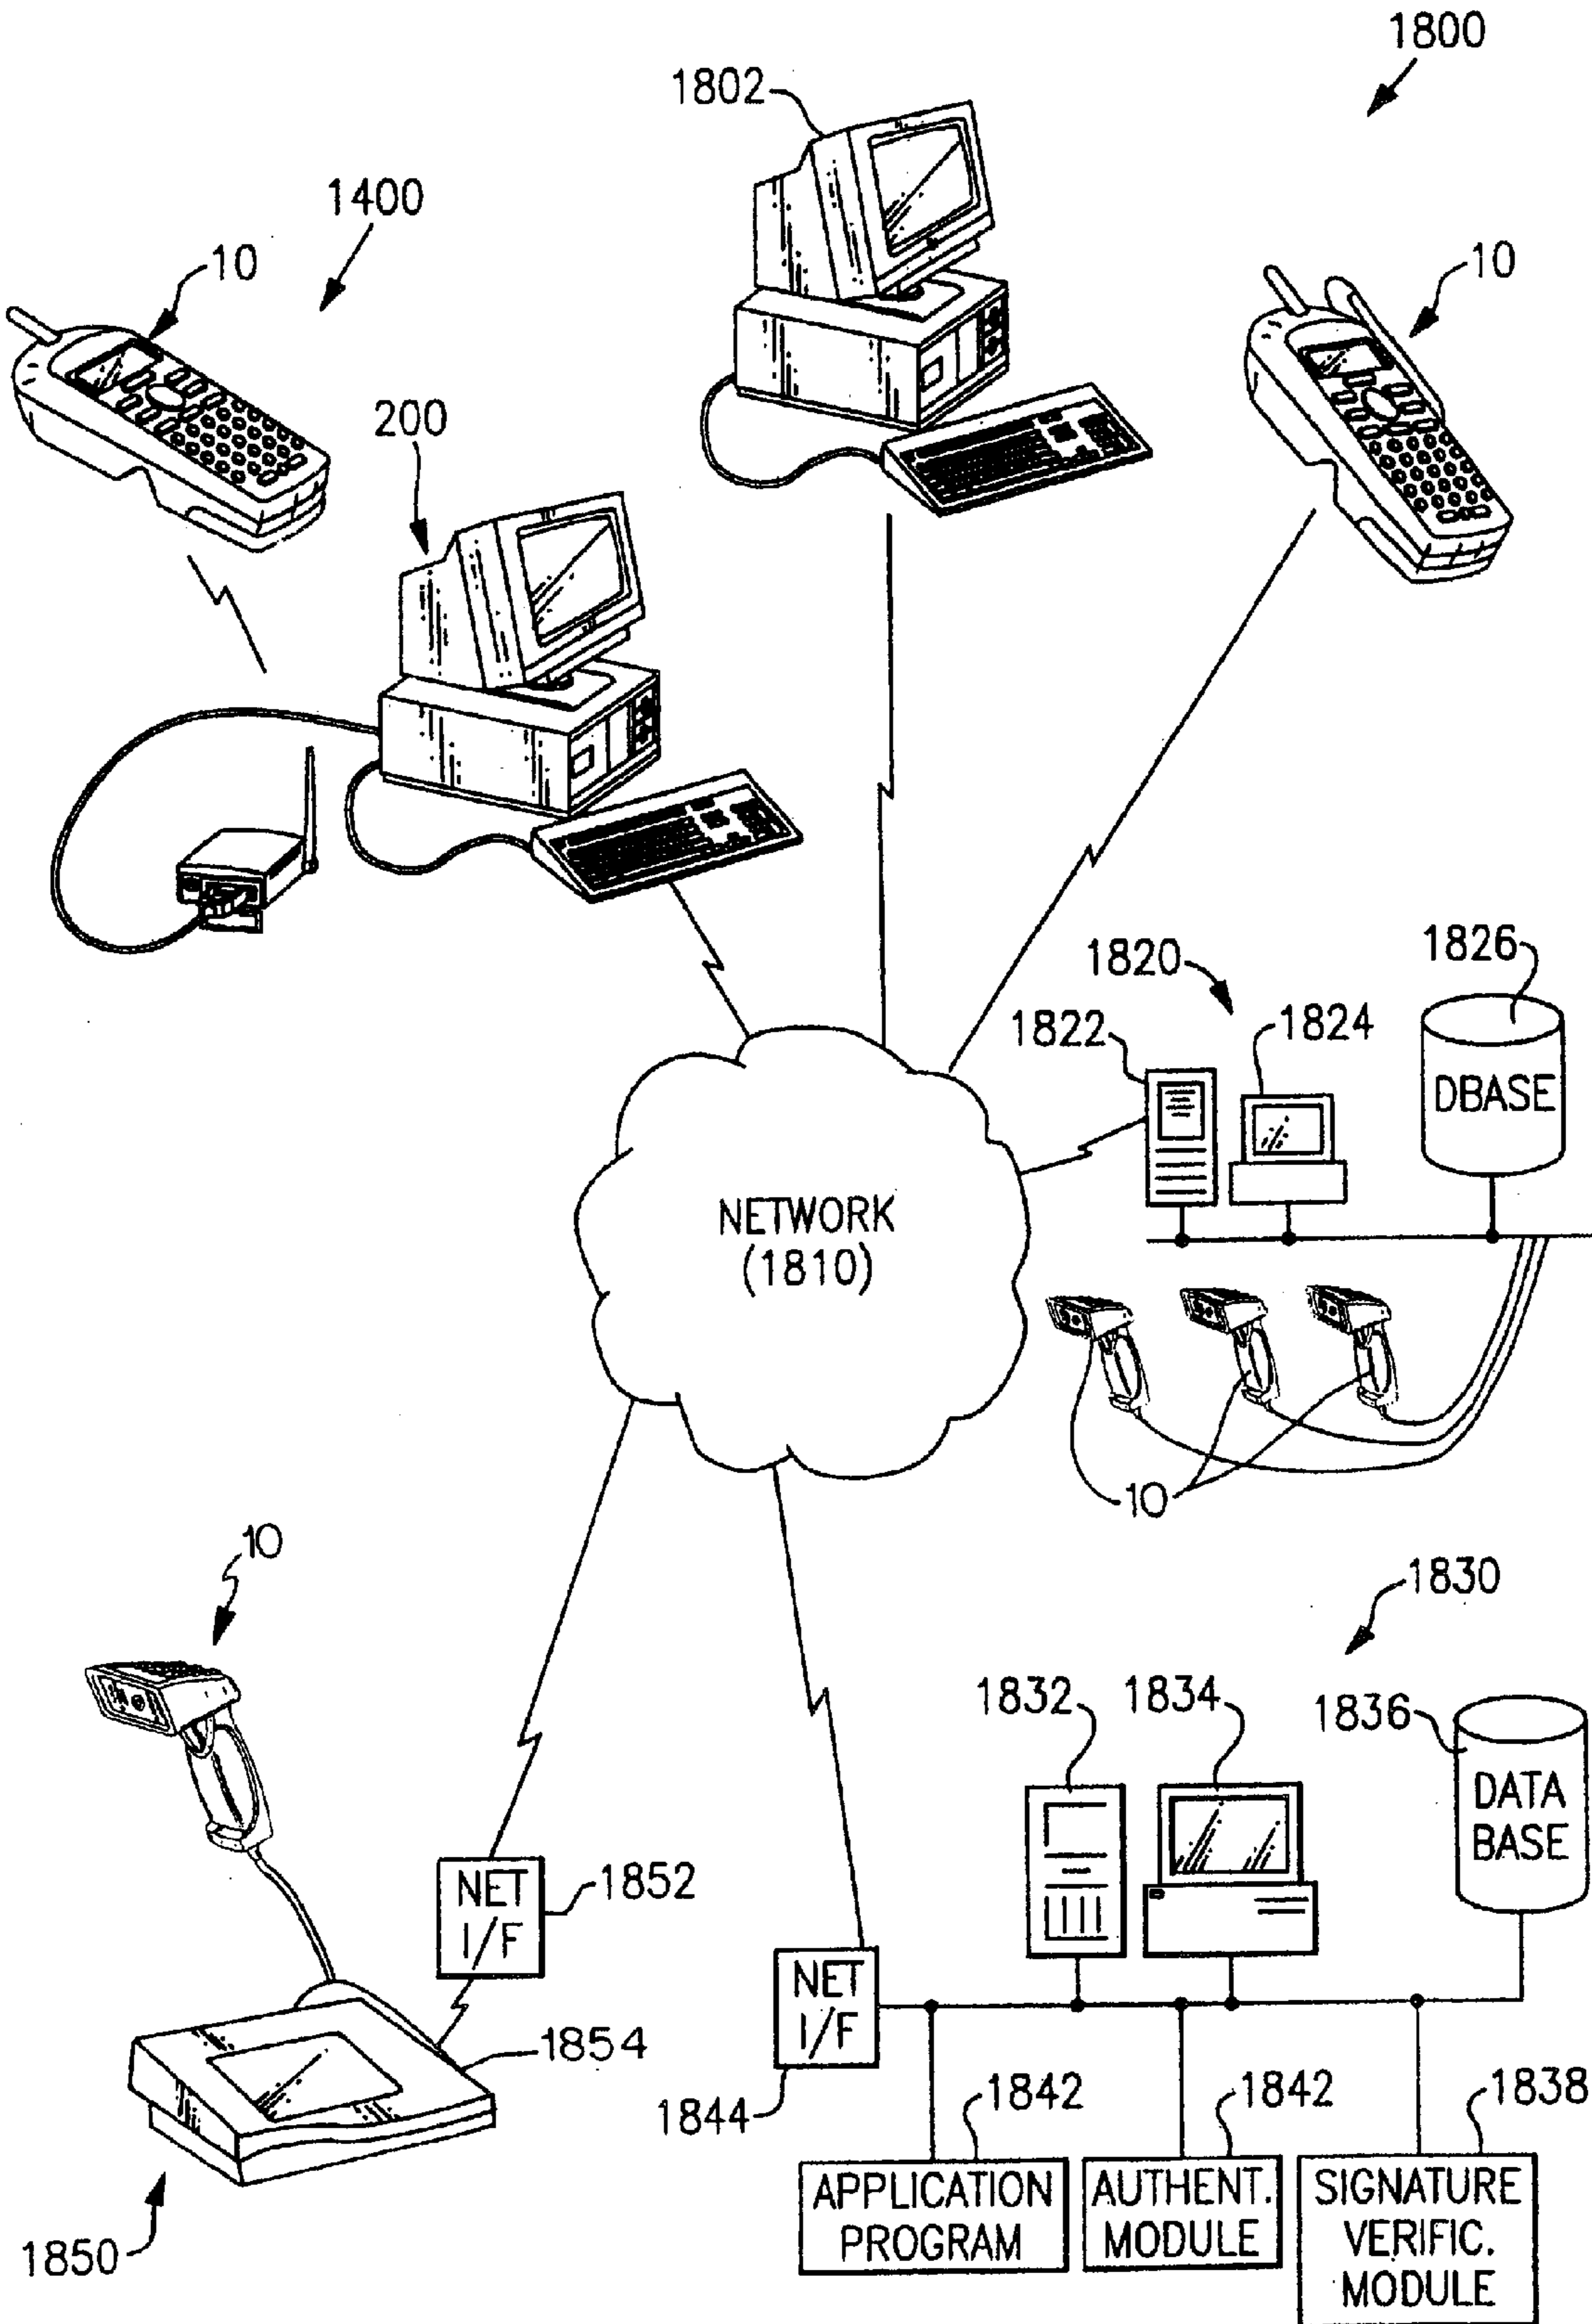 1800
1802
1400
10
10
200
1826
1820
1822
1824
DBASE
NETWORK
(1810)
10
10
1830
1832
1834
1836
DATA
BASE
NET
I/F
1852
NET
I/F
1854
1844
1842
1842
1838
APPLICATION
PROGRAM
AUTHENT.
MODULE
SIGNATURE
VERIFIC.
MODULE
1850